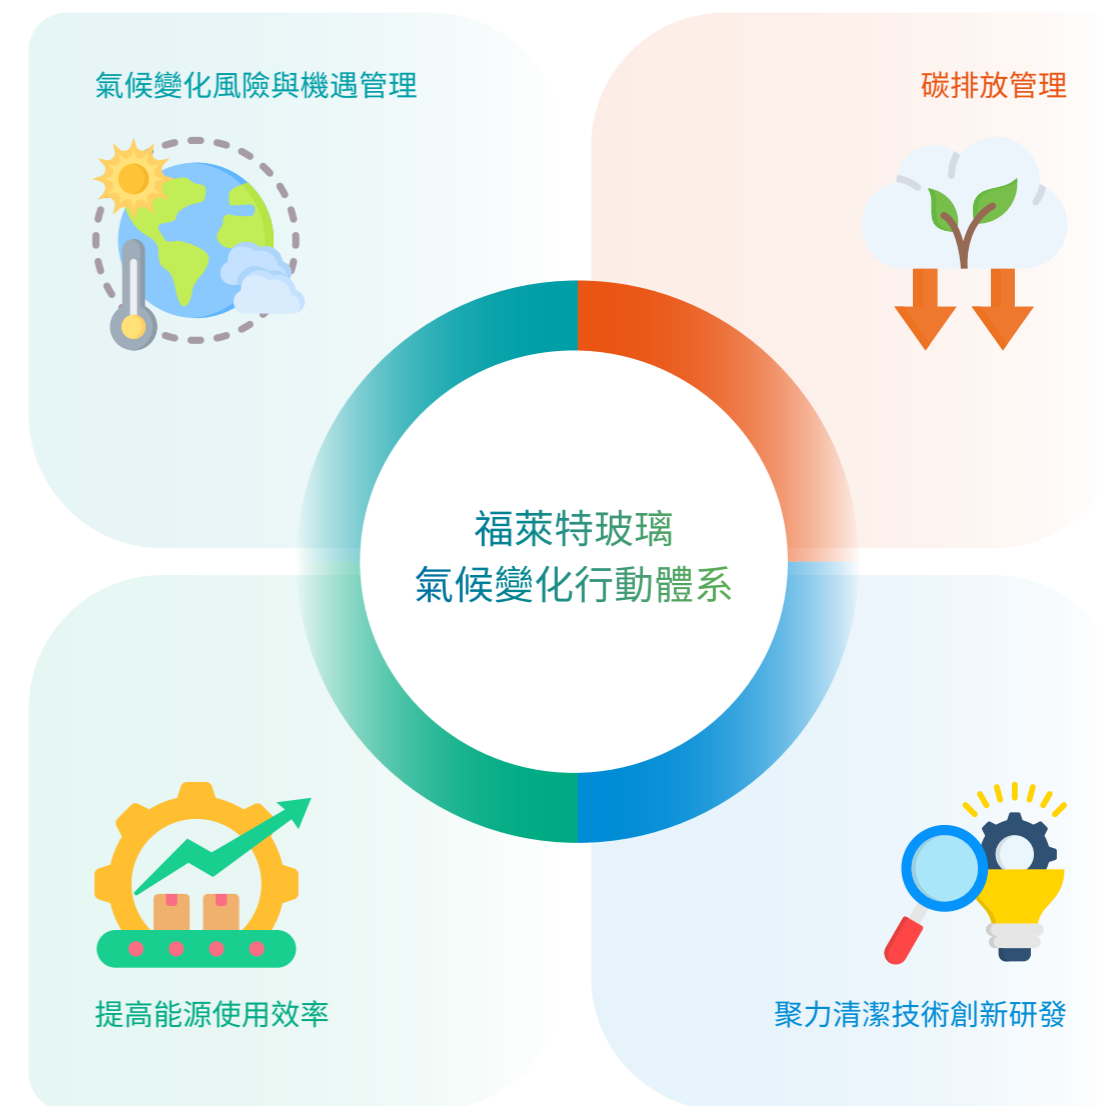 氣候變化風險與機遇管理
碳排放管理
福萊特玻璃
氣候變化行動體系
提高能源使用效率
聚力清潔技術創新研發